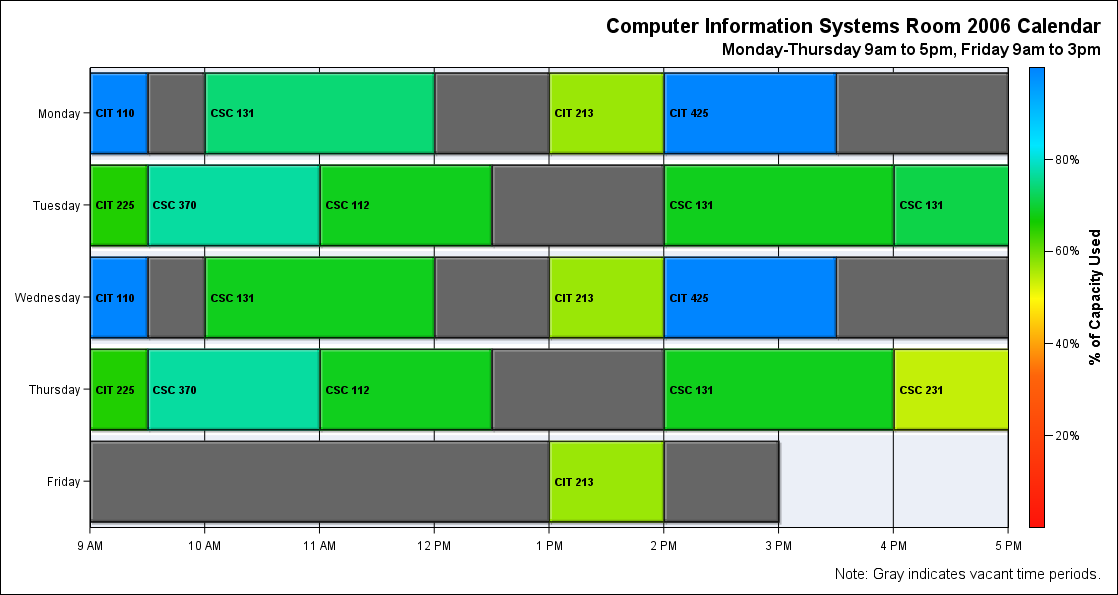 Computer Information Systems Room 2006 Calendar
Monday-Thursday 9am to 5pm, Friday 9am to 3pm
Monday
CIT 110
CSC 131
CIT 213
CIT 425
Tuesday
CIT 225
CSC 370
CSC 112
CSC 131
CSC 131
Wednesday
CIT 110
CSC 131
CIT 213
CIT 425
Thursday
CIT 225
CSC 370
CSC 112
CSC 131
CSC 231
Friday
CIT 213
9 AM 10 AM 11 AM 12 PM 1 PM 2 PM 3 PM 4 PM 5 PM
80%
60%
40%
20%
% of Capacity Used
Note: Gray indicates vacant time periods.